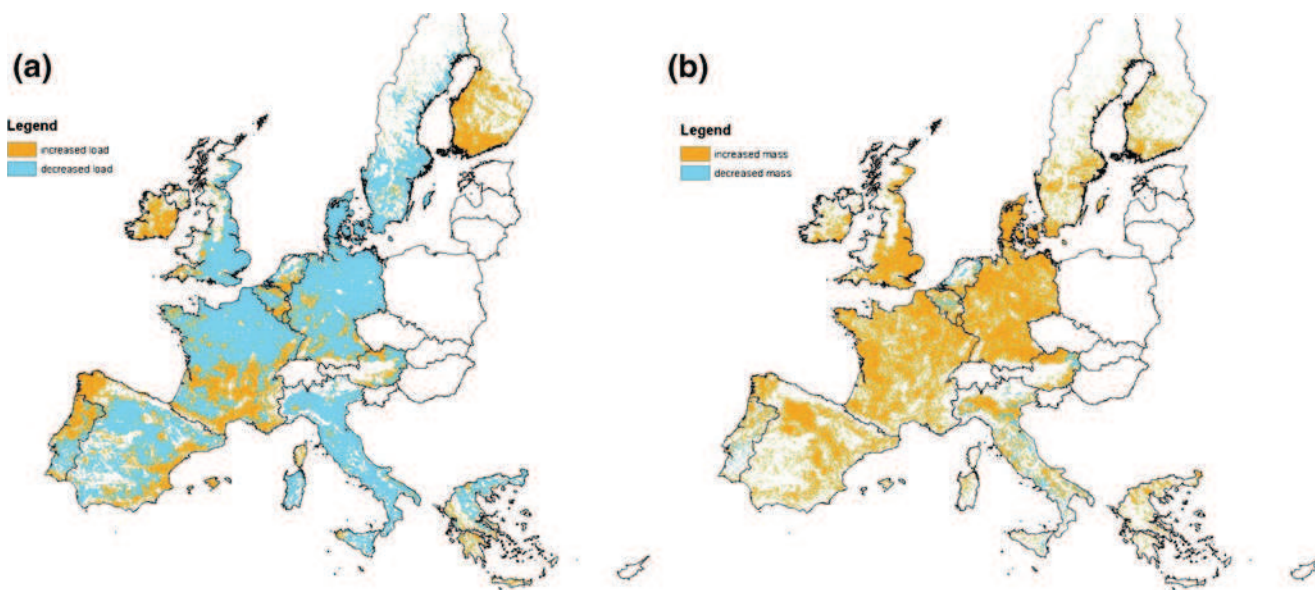 (a)
Legend
increased load
decreased load
(b)
Legend
increased mass
decreased mass